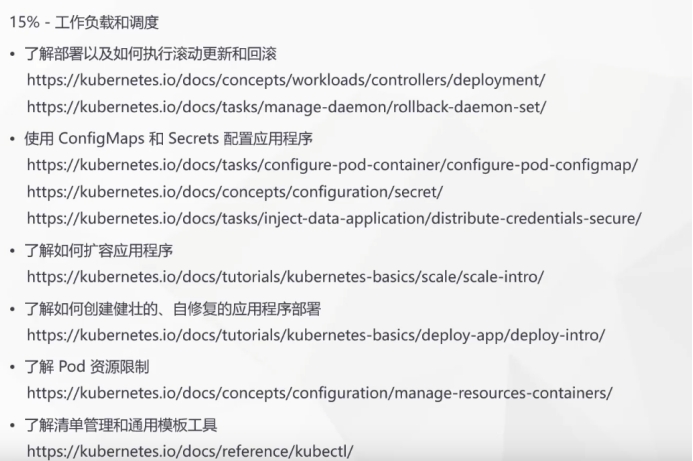 15% - 工作负载和调度
• 了解部署以及如何执行滚动更新和回滚
https://kubernetes.io/docs/concepts/workloads/controllers/deployment/
https://kubernetes.io/docs/tasks/manage-daemon/rollback-daemon-set/
• 使用 ConfigMaps 和 Secrets 配置应用程序
https://kubernetes.io/docs/tasks/configure-pod-container/configure-pod-configmap/
https://kubernetes.io/docs/concepts/configuration/secret/
https://kubernetes.io/docs/tasks/inject-data-application/distribute-credentials-secure/
• 了解如何扩容应用程序
https://kubernetes.io/docs/tutorials/kubernetes-basics/scale/scale-intro/
• 了解如何创建健壮的、自修复的应用程序部署
https://kubernetes.io/docs/tutorials/kubernetes-basics/deploy-app/deploy-intro/
• 了解 Pod 资源限制
https://kubernetes.io/docs/concepts/configuration/manage-resources-containers/
• 了解清单管理和通用模板工具
https://kubernetes.io/docs/reference/kubectl/